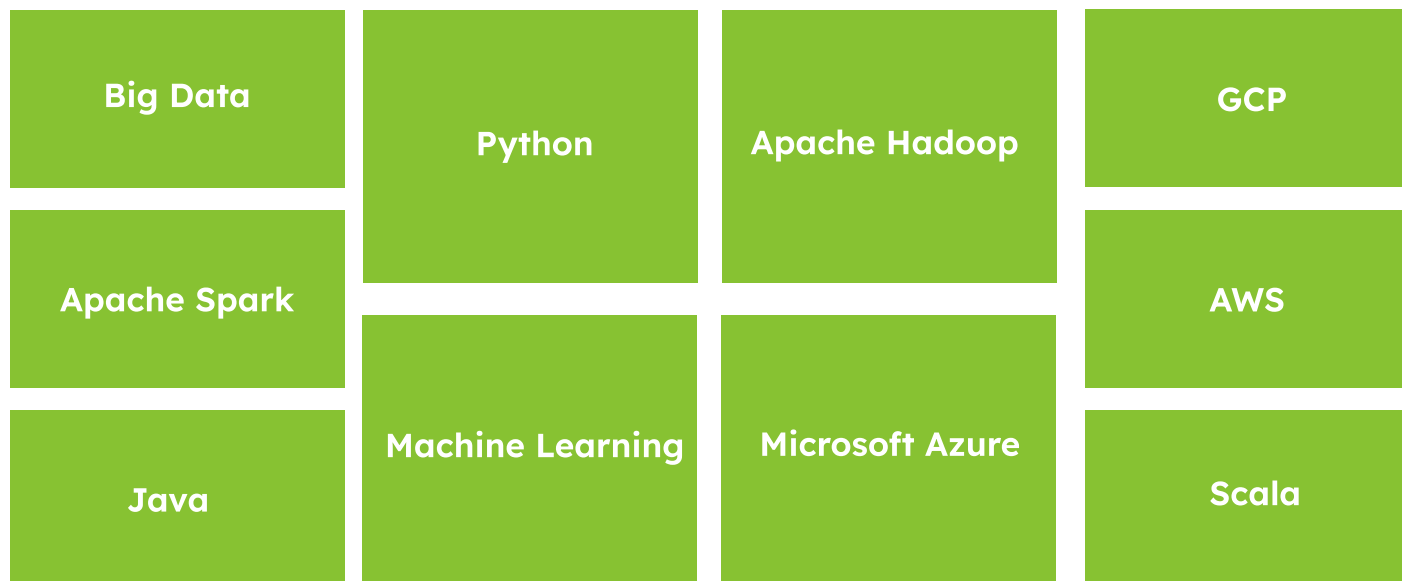 Big Data
Python
Apache Hadoop
GCP
Apache Spark
AWS
Machine Learning
Microsoft Azure
Java
Scala